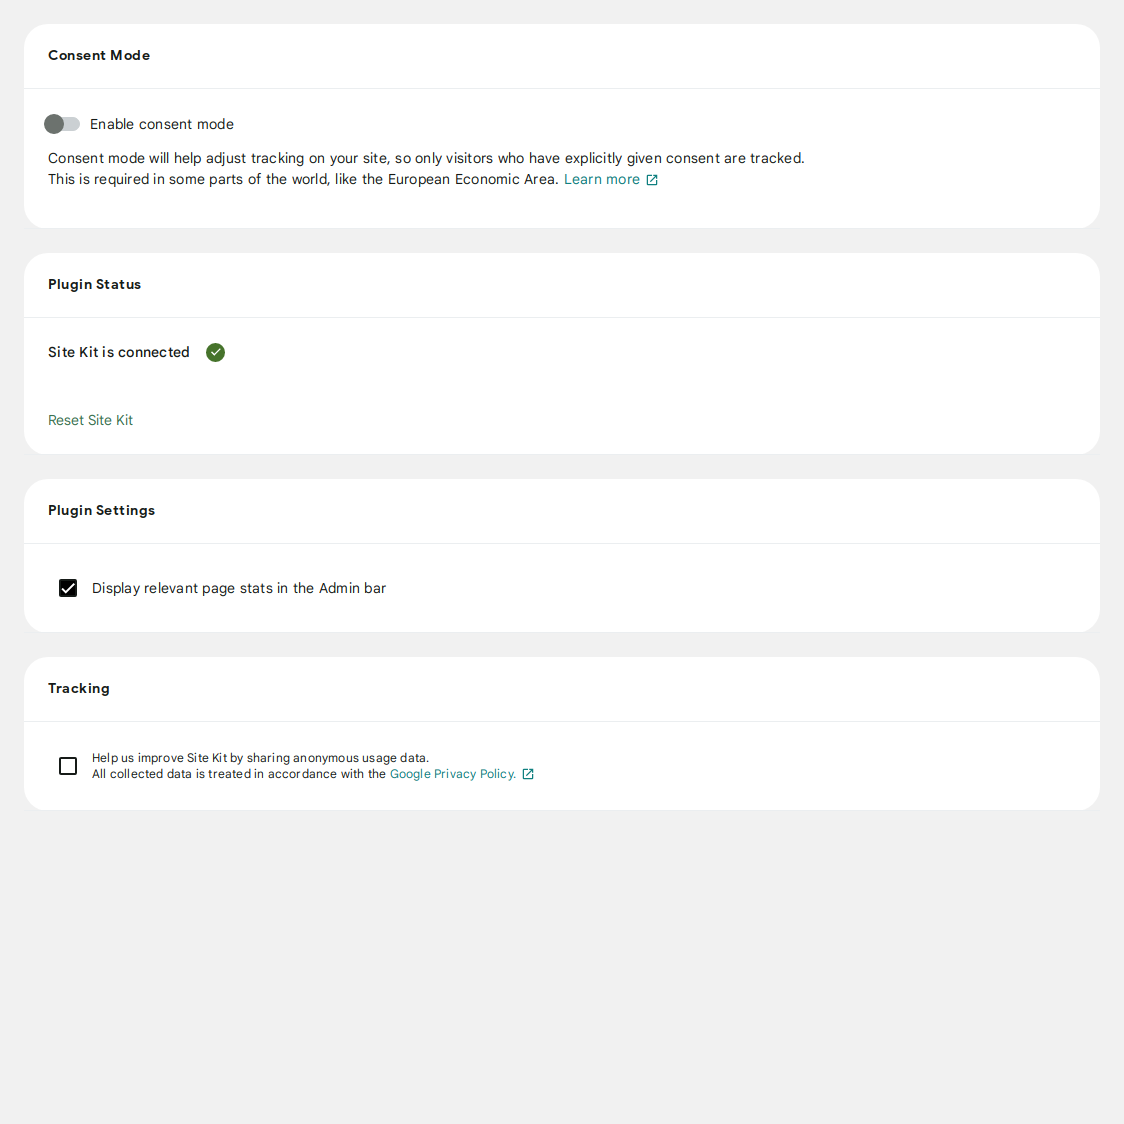 Consent Mode
Enable consent mode
Consent mode will help adjust tracking on your site, so only visitors who have explicitly given consent are tracked.
This is required in some parts of the world, like the European Economic Area. Learn more
Plugin Status
Site Kit is connected
Reset Site Kit
Plugin Settings
Display relevant page stats in the Admin bar
Tracking
Help us improve Site Kit by sharing anonymous usage data.
All collected data is treated in accordance with the Google Privacy Policy.